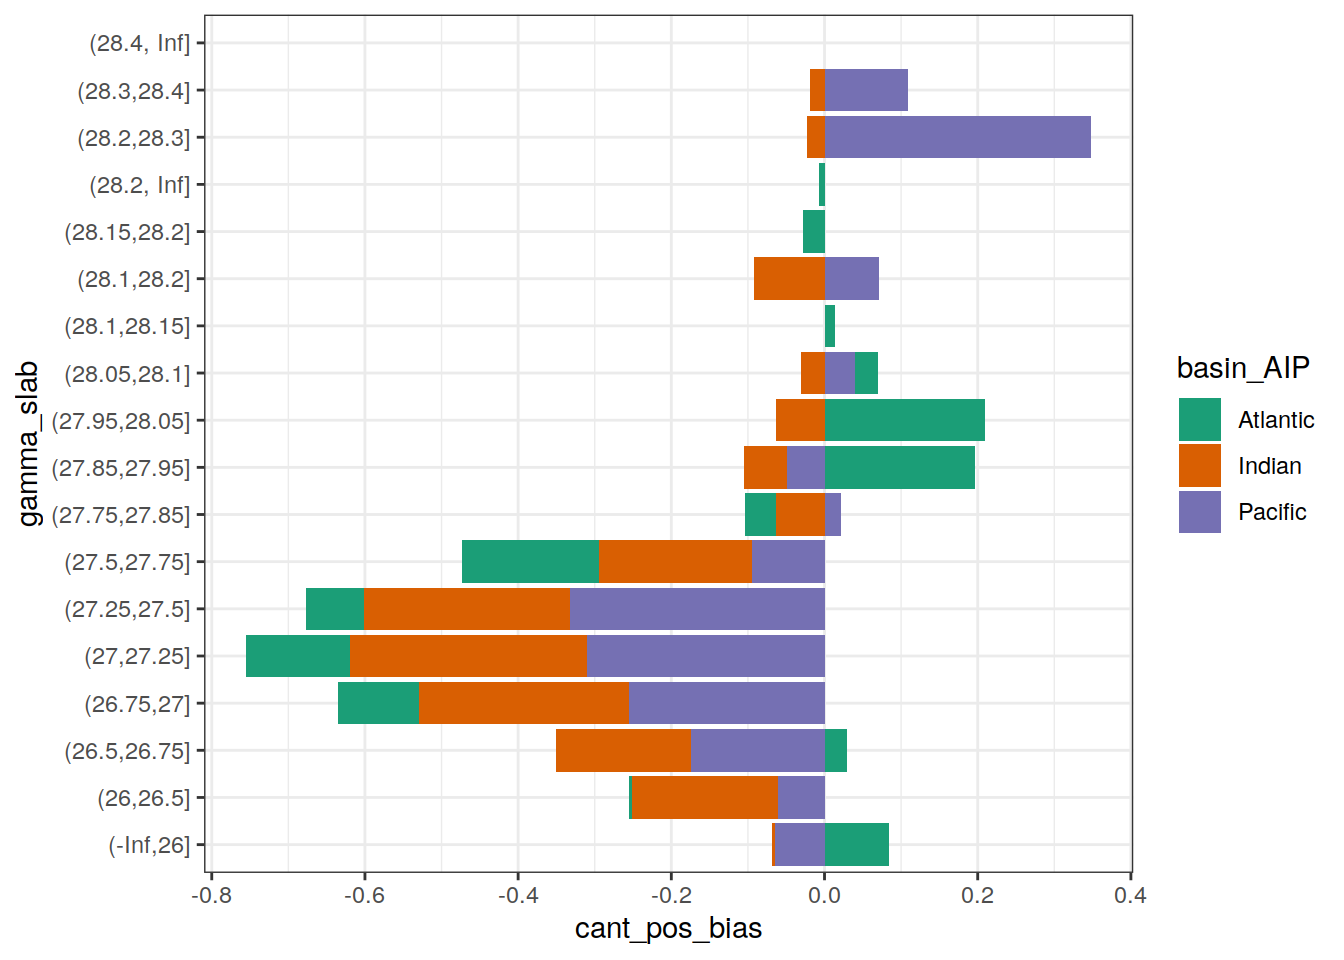 (28.4, Inf]
(28.3,28.4]
(28.2,28.3]
(28.2, Inf]
(28.15,28.2]
(28.1,28.2]
(28.1,28.15]
(28.05,28.1]
(27.95,28.05]
(27.85,27.95]
(27.75,27.85]
(27.5,27.75]
(27.25,27.5]
(27,27.25]
(26.75,27]
(26.5,26.75]
(26,26.5]
(-Inf,26]
gamma_slab
-0.8 -0.6 -0.4 -0.2 0.0 0.2 0.4
cant_pos_bias
basin_AIP
Atlantic
Indian
Pacific